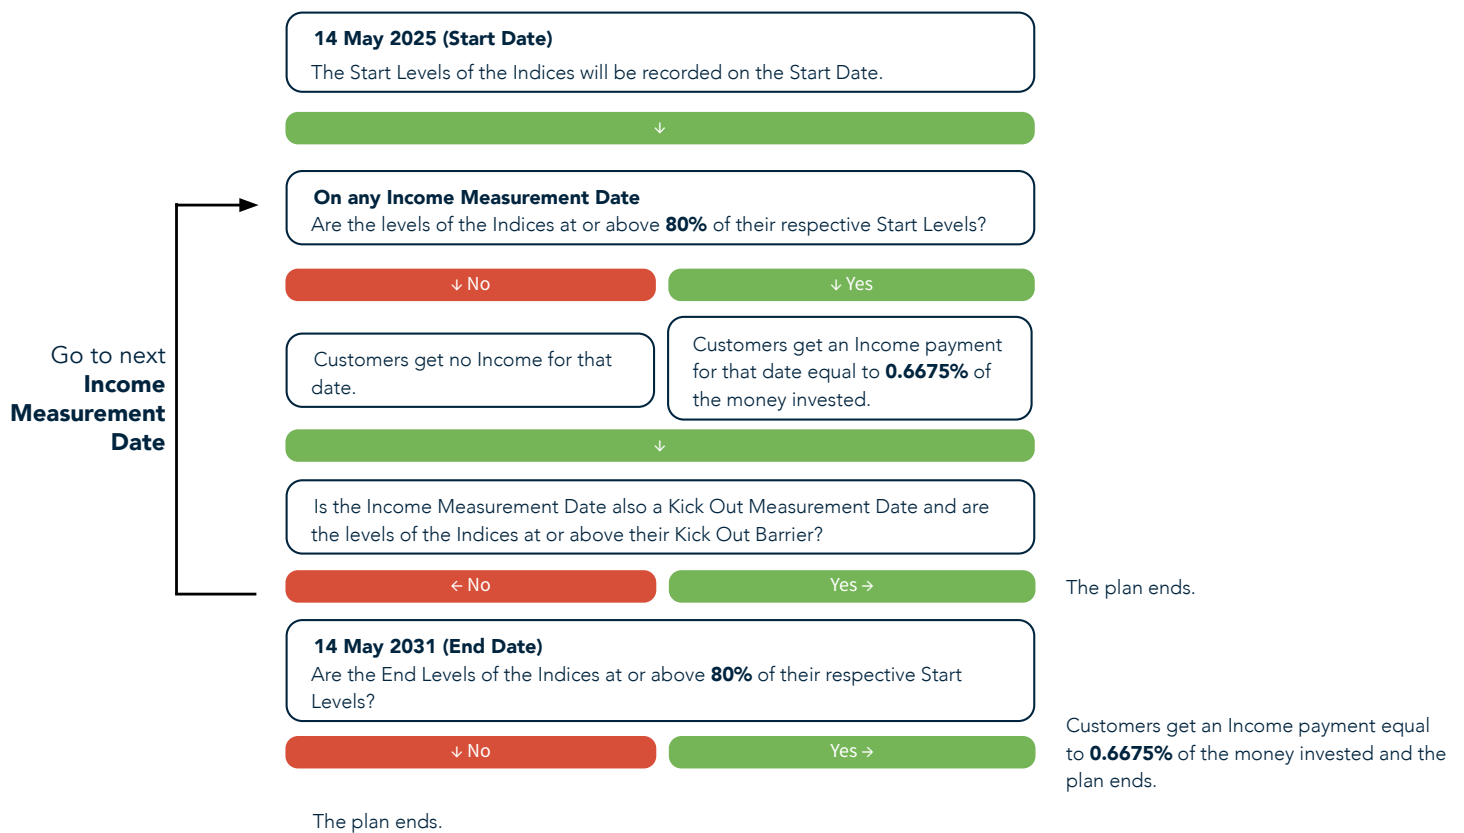 14 May 2025 (Start Date)
The Start Levels of the Indices will be recorded on the Start Date.
↓
On any Income Measurement Date
Are the levels of the Indices at or above 80% of their respective Start Levels?
↓ No
↓ Yes
Go to next
Income
Measurement
Date
Customers get no Income for that
date.
Customers get an Income payment
for that date equal to 0.6675% of
the money invested.
↓
Is the Income Measurement Date also a Kick Out Measurement Date and are
the levels of the Indices at or above their Kick Out Barrier?
← No
Yes →
The plan ends.
14 May 2031 (End Date)
Are the End Levels of the Indices at or above 80% of their respective Start
Levels?
↓ No
Yes →
Customers get an Income payment equal
to 0.6675% of the money invested and the
plan ends.
The plan ends.